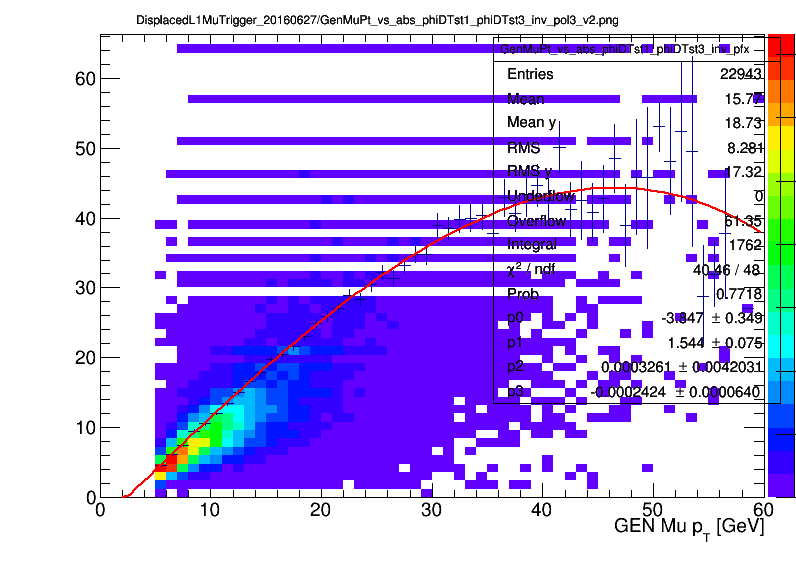 DisplacedL1MuTrigger_20160627/GenMuPt_vs_abs_phiDTst1_phiDTst3_inv_pol3_v2.png
GenMuPt_vs_abs_phiDTst1_phiDTst3_inv_pfx
Entries 22943
Mean 15.77
Mean y 18.73
RMS 8.281
RMS y 17.32
Underflow 0
Overflow 61.35
Integral 1762
χ² / ndf 40.46 / 48
Prob 0.7718
p0 -3.847 ± 0.349
p1 1.544 ± 0.075
p2 0.0003261 ± 0.0042031
p3 -0.0002424 ± 0.0000640
60
50
40
30
20
10
0
0 10 20 30 40 50 60
GEN Mu p_T [GeV]